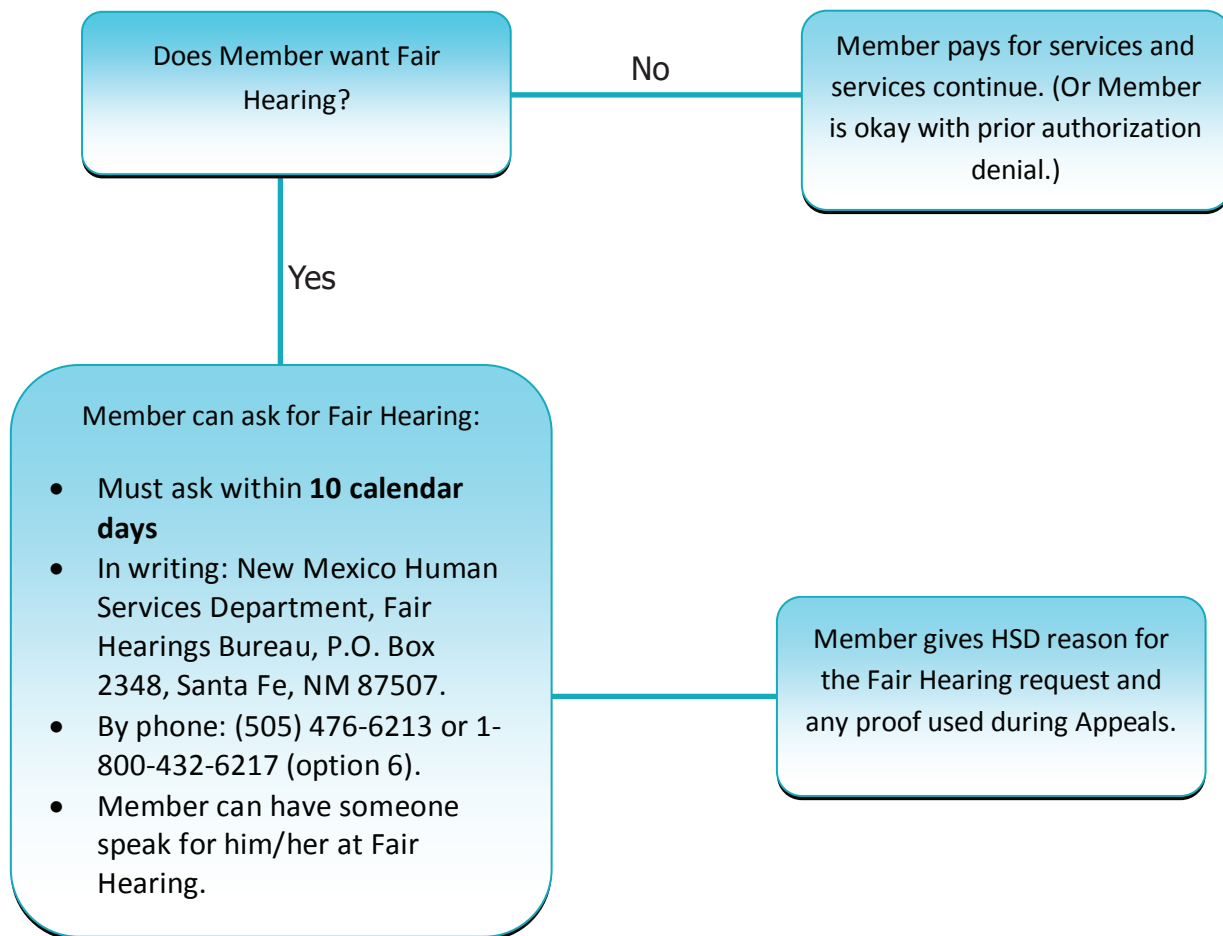 Does Member want Fair
Hearing?
No
Member pays for services and
services continue. (Or Member
is okay with prior authorization
denial.)
Yes
Member can ask for Fair Hearing:
• Must ask within 10 calendar
days
• In writing: New Mexico Human
Services Department, Fair
Hearings Bureau, P.O. Box
2348, Santa Fe, NM 87507.
• By phone: (505) 476-6213 or 1-
800-432-6217 (option 6).
• Member can have someone
speak for him/her at Fair
Hearing.
Member gives HSD reason for
the Fair Hearing request and
any proof used during Appeals.